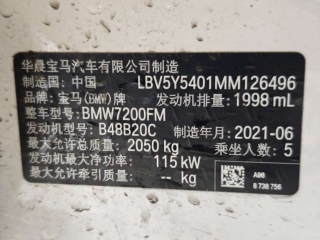 华晨宝马汽车有限公司制造
制造国: 中国 LBV5Y5401MM126496
品牌: 宝马(BMW)牌 发动机排量: 1998 mL
整车型号: BMW7200FM
发动机型号: B48B20C 制造年月: 2021-06
最大允许总质量: 2050 kg 乘坐人数: 5
发动机最大净功率: 115 kW
最大允许牵引质量: -- kg
A96
8 738 756